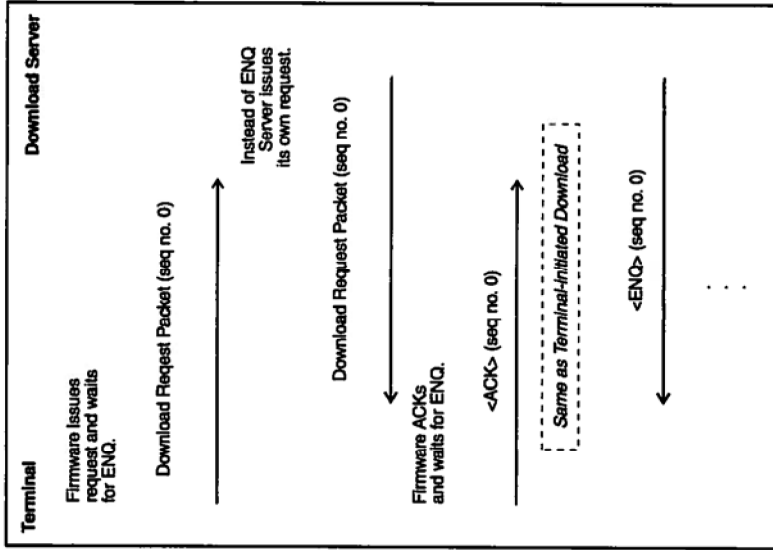 Terminal
Download Server
Firmware issues
request and waits
for ENQ.
Download Reqest Packet (seq no. 0)
Instead of ENQ
Server issues
its own request.
Download Request Packet (seq no. 0)
Firmware ACKs
and waits for ENQ.
<ACK> (seq no. 0)
Same as Terminal-Initiated Download
<ENQ> (seq no. 0)
. . .